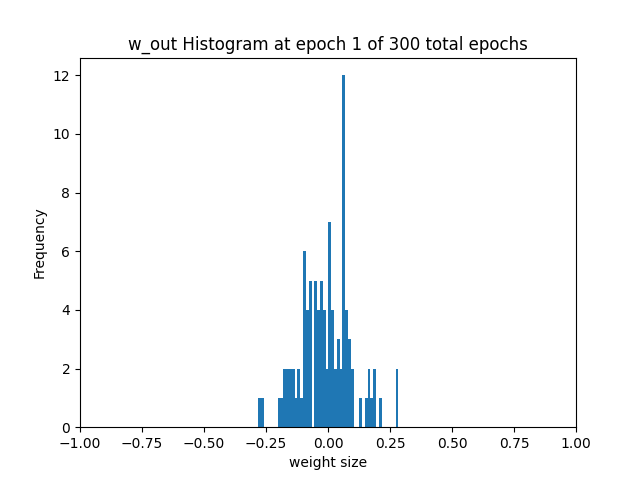 w_out Histogram at epoch 1 of 300 total epochs
12
10
8
6
4
2
0
Frequency
−1.00 −0.75 −0.50 −0.25 0.00 0.25 0.50 0.75 1.00
weight size